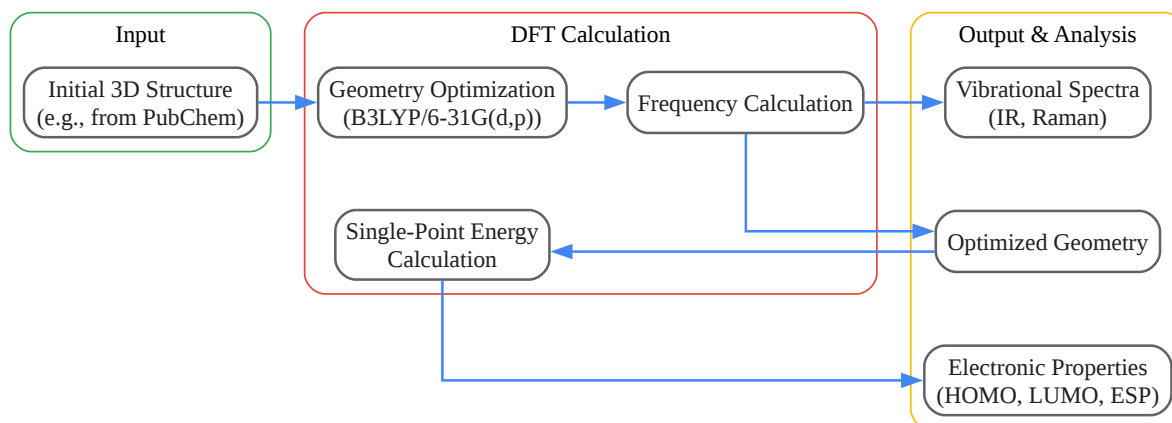 Input
DFT Calculation
Output & Analysis
Initial 3D Structure
(e.g., from PubChem)
Geometry Optimization
(B3LYP/6-31G(d,p))
Frequency Calculation
Vibrational Spectra
(IR, Raman)
Single-Point Energy
Calculation
Optimized Geometry
Electronic Properties
(HOMO, LUMO, ESP)